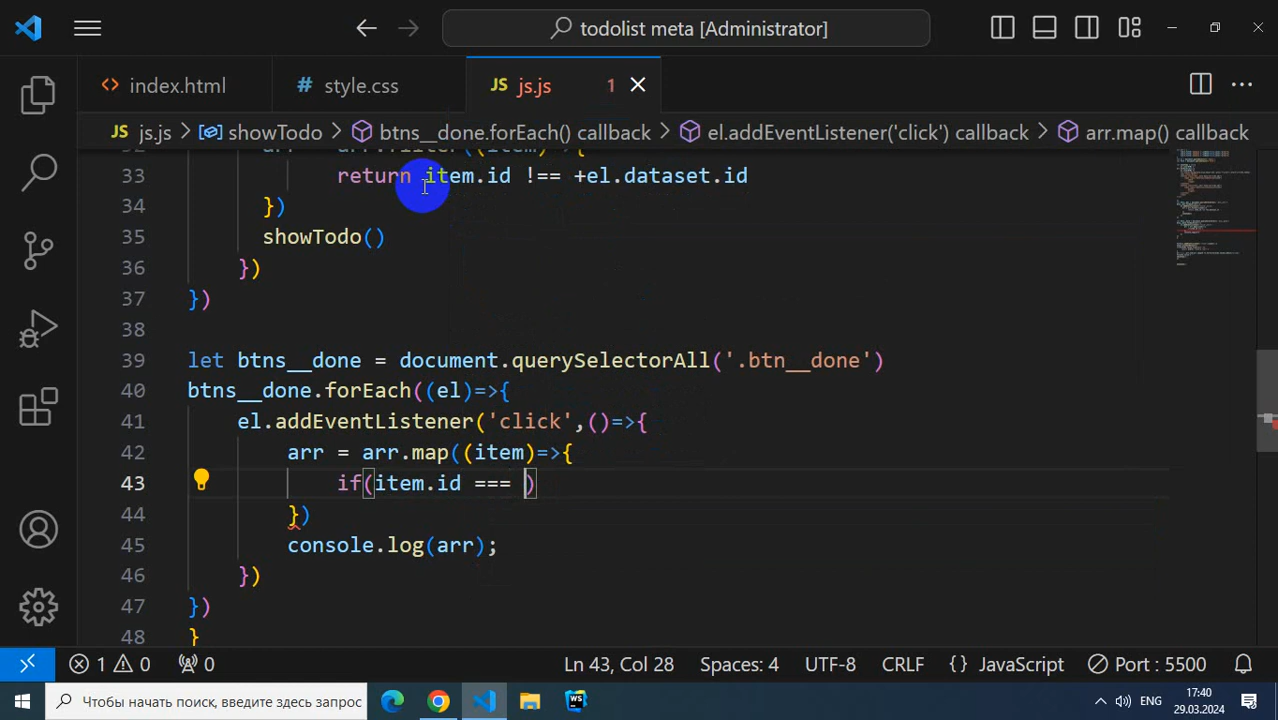 todolist meta [Administrator]
index.html
style.css
JS js.js 1
JS js.js > showTodo > btns__done.forEach() callback > el.addEventListener('click') callback > arr.map() callback
33 return item.id !== +el.dataset.id
34 })
35 showTodo()
36 })
37 })
38
39 let btns__done = document.querySelectorAll('.btn__done')
40 btns__done.forEach((el)=>{
41 el.addEventListener('click',()=>{
42 arr = arr.map((item)=>{
43 if(item.id === )
44 })
45 console.log(arr);
46 })
47 })
48 }
1 0 0 Ln 43, Col 28 Spaces: 4 UTF-8 CRLF {} JavaScript Port : 5500
Чтобы начать поиск, введите здесь запрос
WS
ENG
17:40
29.03.2024